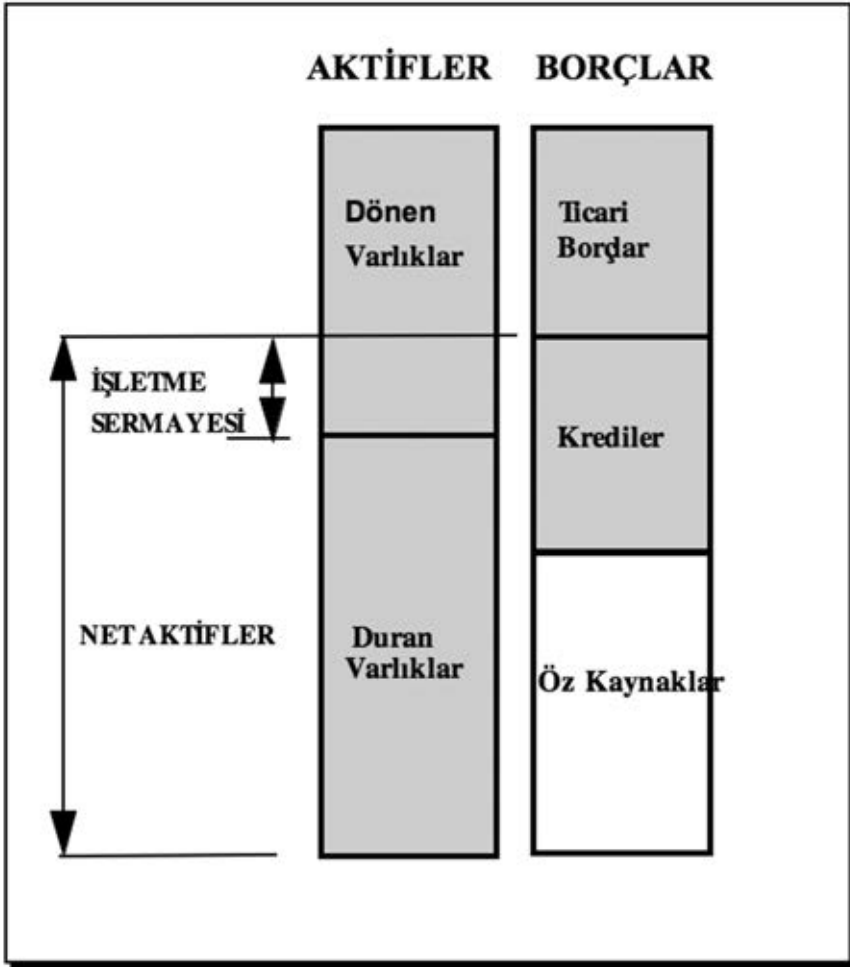 AKTİFLER BORÇLAR
Dönen
Varlıklar
Ticari
Borçlar
İŞLETME
SERMAYESİ
Krediler
NET AKTİFLER
Duran
Varlıklar
Öz Kaynaklar